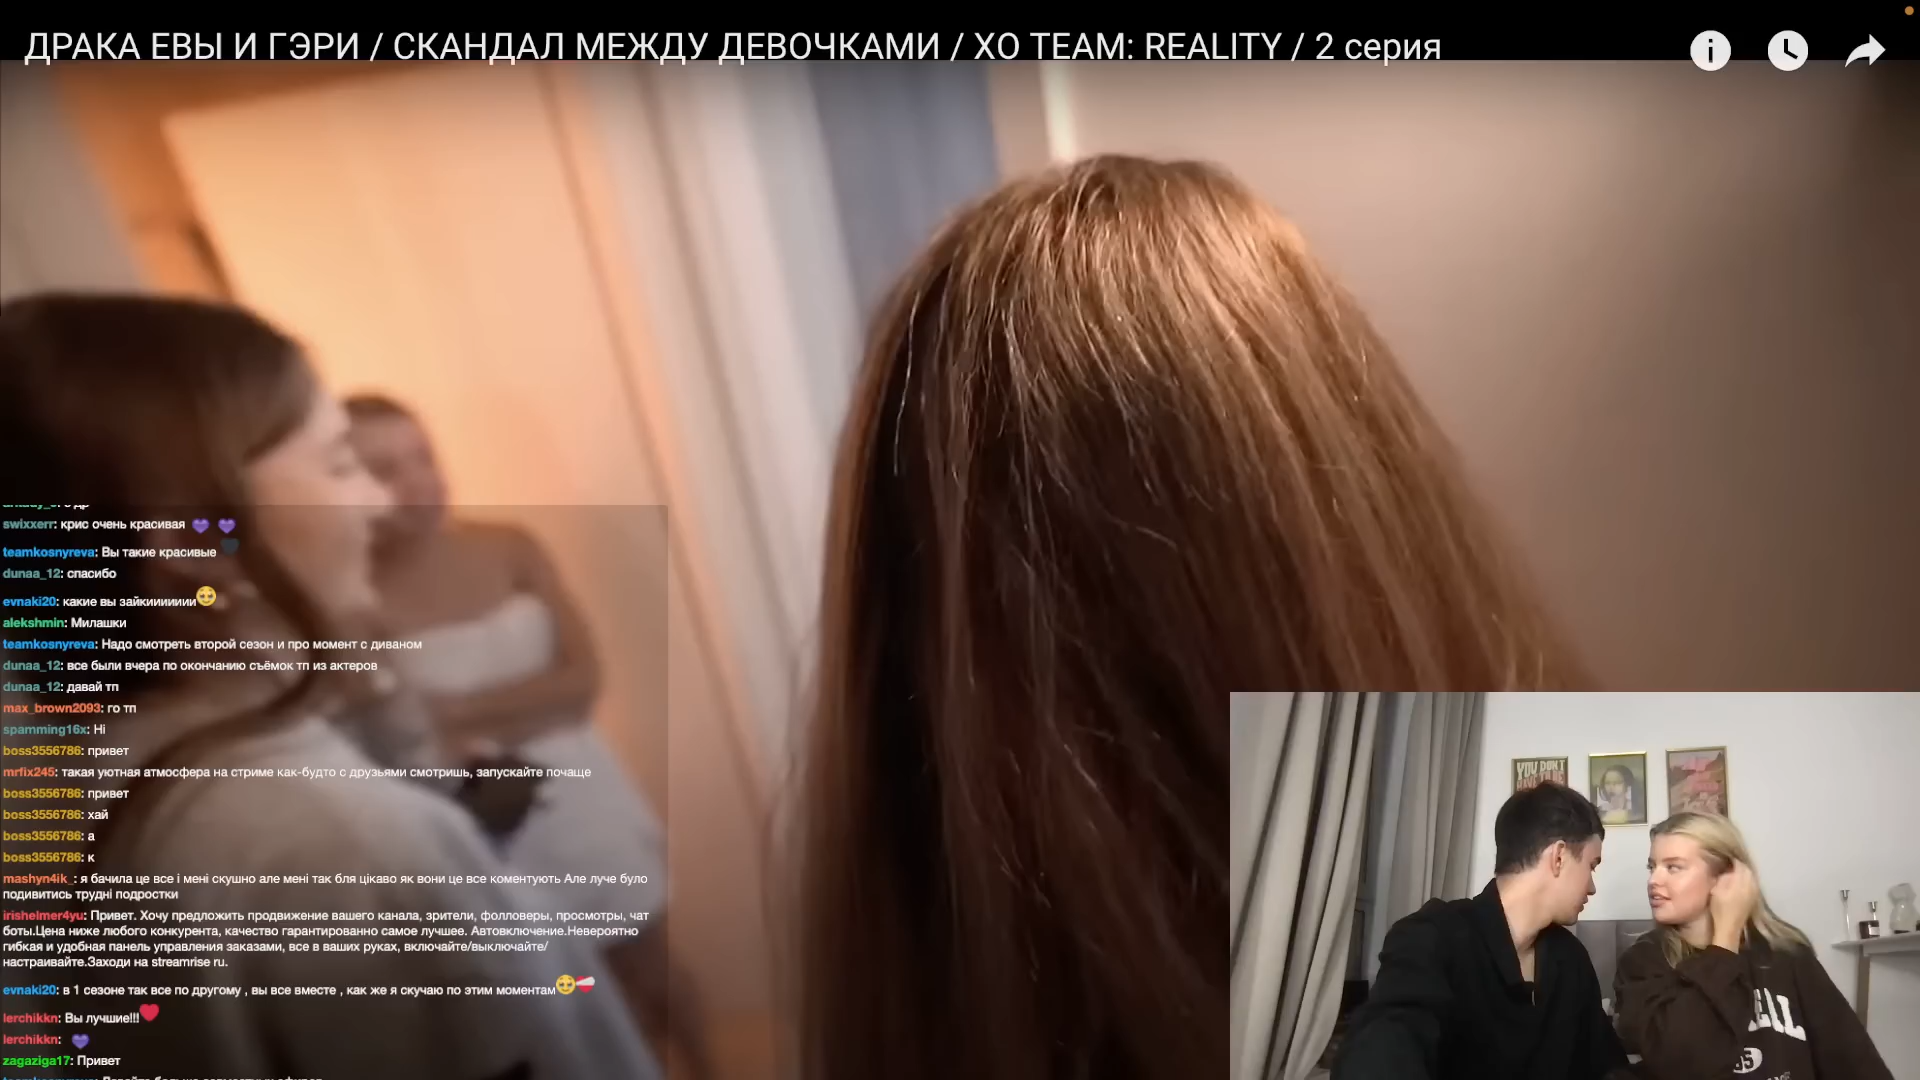 ДРАКА ЕВЫ И ГЭРИ / СКАНДАЛ МЕЖДУ ДЕВОЧКАМИ / XO TEAM: REALITY / 2 серия
swixxerr: крис очень красивая 💜 💜
teamkosnyreva: Вы такие красивые 🖤
dunaa_12: спасибо
evnaki20: какие вы зайкиииииии🥹
alekshmin: Милашки
teamkosnyreva: Надо смотреть второй сезон и про момент с диваном
dunaa_12: все были вчера по окончанию съёмок тп из актеров
dunaa_12: давай тп
max_brown2093: го тп
spamming16x: Hi
boss3556786: привет
mrfix245: такая уютная атмосфера на стриме как-будто с друзьями смотришь, запускайте почаще
boss3556786: привет
boss3556786: хай
boss3556786: а
boss3556786: к
mashyn4ik_: я бачила це все і мені скушно але мені так бля цікаво як вони це все коментують Але луче було
подивитись трудні подростки
irisheimer4yu: Привет. Хочу предложить продвижение вашего канала, зрители, фолловеры, просмотры, чат
боты.Цена ниже любого конкурента, качество гарантированно самое лучшее. Автовключение.Невероятно
гибкая и удобная панель управления заказами, все в ваших руках, включайте/выключайте/
настраивайте.Заходи на streamrise ru.
evnaki20: в 1 сезоне так все по другому , вы все вместе , как же я скучаю по этим моментам🥹❤️‍🩹
lerchikkn: Вы лучшие!!!❤️
lerchikkn: 💜
zagaziga17: Привет
YOU DON'T